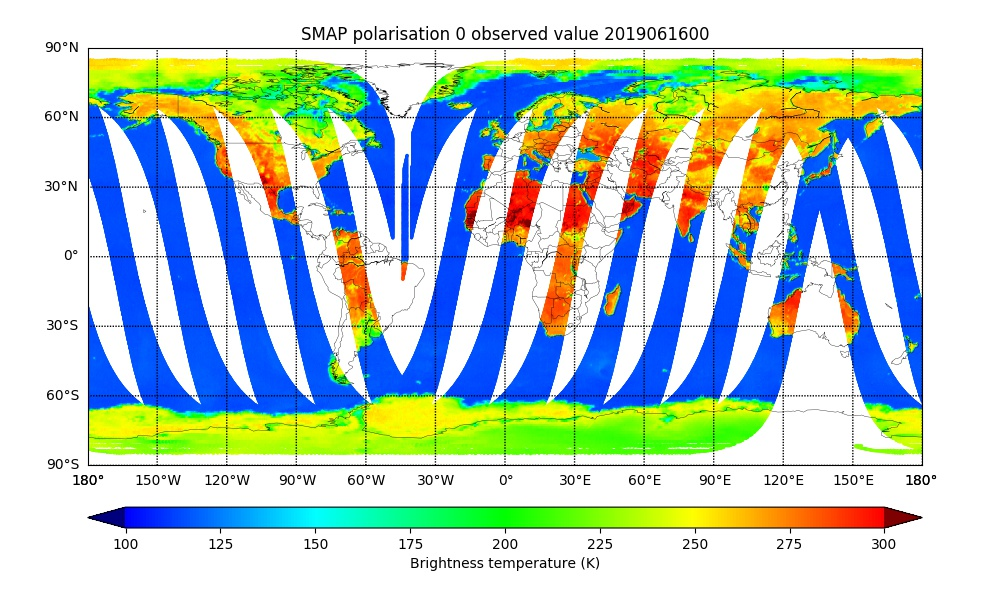 SMAP polarisation 0 observed value 2019061600
90°N
60°N
30°N
0°
30°S
60°S
90°S
180° 150°W 120°W 90°W 60°W 30°W 0° 30°E 60°E 90°E 120°E 150°E 180°
100 125 150 175 200 225 250 275 300
Brightness temperature (K)